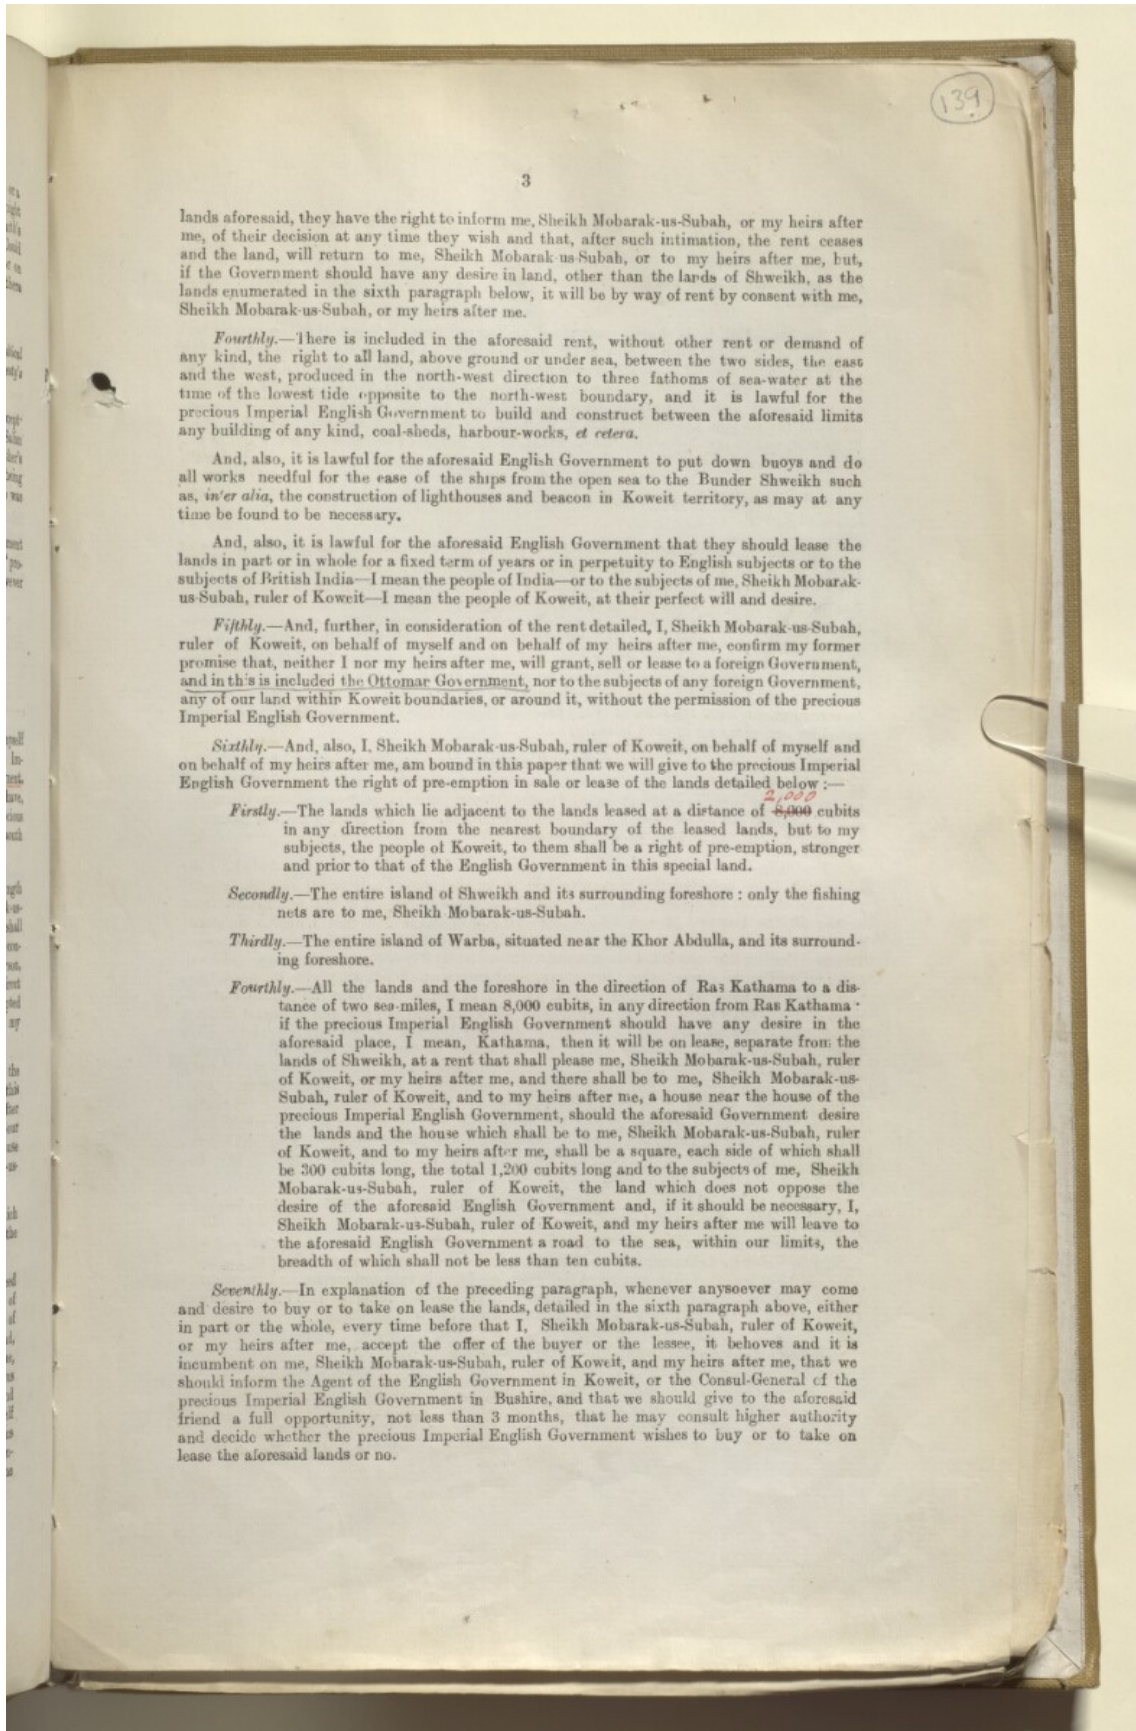 139
3
lands aforesaid, they have the right to inform me, Sheikh Mobarak-us-Subah, or my heirs after
me, of their decision at any time they wish and that, after such intimation, the rent ceases
and the land, will return to me, Sheikh Mobarak-us-Subah, or to my heirs after me, but,
if the Government should have any desire in land, other than the lands of Shweikh, as the
lands enumerated in the sixth paragraph below, it will be by way of rent by consent with me,
Sheikh Mobarak-us-Subah, or my heirs after me.
Fourthly.—There is included in the aforesaid rent, without other rent or demand of
any kind, the right to all land, above ground or under sea, between the two sides, the east
and the west, produced in the north-west direction to three fathoms of sea-water at the
time of the lowest tide opposite to the north-west boundary, and it is lawful for the
precious Imperial English Government to build and construct between the aforesaid limits
any building of any kind, coal-sheds, harbour-works, et cetera.
And, also, it is lawful for the aforesaid English Government to put down buoys and do
all works needful for the ease of the ships from the open sea to the Bunder Shweikh such
as, inter alia, the construction of lighthouses and beacon in Koweit territory, as may at any
time be found to be necessary.
And, also, it is lawful for the aforesaid English Government that they should lease the
lands in part or in whole for a fixed term of years or in perpetuity to English subjects or to the
subjects of British India—I mean the people of India—or to the subjects of me, Sheikh Mobarak-
us-Subah, ruler of Koweit—I mean the people of Koweit, at their perfect will and desire.
Fifthly.—And, further, in consideration of the rent detailed, I, Sheikh Mobarak-us-Subah,
ruler of Koweit, on behalf of myself and on behalf of my heirs after me, confirm my former
promise that, neither I nor my heirs after me, will grant, sell or lease to a foreign Government,
and in this is included the Ottoman Government, nor to the subjects of any foreign Government,
any of our land within Koweit boundaries, or around it, without the permission of the precious
Imperial English Government.
Sixthly.—And, also, I, Sheikh Mobarak-us-Subah, ruler of Koweit, on behalf of myself and
on behalf of my heirs after me, am bound in this paper that we will give to the precious Imperial
English Government the right of pre-emption in sale or lease of the lands detailed below :—
2,000
Firstly.—The lands which lie adjacent to the lands leased at a distance of 8,000 cubits
in any direction from the nearest boundary of the leased lands, but to my
subjects, the people of Koweit, to them shall be a right of pre-emption, stronger
and prior to that of the English Government in this special land.
Secondly.—The entire island of Shweikh and its surrounding foreshore : only the fishing
nets are to me, Sheikh Mobarak-us-Subah.
Thirdly.—The entire island of Warba, situated near the Khor Abdulla, and its surround-
ing foreshore.
Fourthly.—All the lands and the foreshore in the direction of Ras Kathama to a dis-
tance of two sea-miles, I mean 8,000 cubits, in any direction from Ras Kathama ·
if the precious Imperial English Government should have any desire in the
aforesaid place, I mean, Kathama, then it will be on lease, separate from the
lands of Shweikh, at a rent that shall please me, Sheikh Mobarak-us-Subah, ruler
of Koweit, or my heirs after me, and there shall be to me, Sheikh Mobarak-us-
Subah, ruler of Koweit, and to my heirs after me, a house near the house of the
precious Imperial English Government, should the aforesaid Government desire
the lands and the house which shall be to me, Sheikh Mobarak-us-Subah, ruler
of Koweit, and to my heirs after me, shall be a square, each side of which shall
be 300 cubits long, the total 1,200 cubits long and to the subjects of me, Sheikh
Mobarak-us-Subah, ruler of Koweit, the land which does not oppose the
desire of the aforesaid English Government and, if it should be necessary, I,
Sheikh Mobarak-us-Subah, ruler of Koweit, and my heirs after me will leave to
the aforesaid English Government a road to the sea, within our limits, the
breadth of which shall not be less than ten cubits.
Seventhly.—In explanation of the preceding paragraph, whenever anysoever may come
and desire to buy or to take on lease the lands, detailed in the sixth paragraph above, either
in part or the whole, every time before that I, Sheikh Mobarak-us-Subah, ruler of Koweit,
or my heirs after me, accept the offer of the buyer or the lessee, it behoves and it is
incumbent on me, Sheikh Mobarak-us-Subah, ruler of Koweit, and my heirs after me, that we
should inform the Agent of the English Government in Koweit, or the Consul-General of the
precious Imperial English Government in Bushire, and that we should give to the aforesaid
friend a full opportunity, not less than 3 months, that he may consult higher authority
and decide whether the precious Imperial English Government wishes to buy or to take on
lease the aforesaid lands or no.